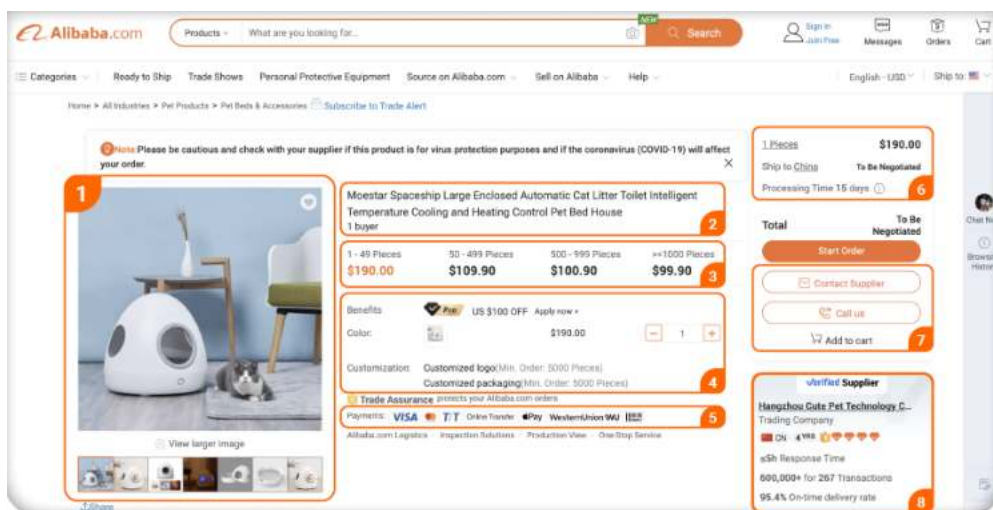 Alibaba.com
Products
What are you looking for...
NEW
Search
Sign in
Join Free
Messages
Orders
Cart
Categories
Ready to Ship
Trade Shows
Personal Protective Equipment
Source on Alibaba.com
Sell on Alibaba
Help
English - USD
Ship to:
Home > All Industries > Pet Products > Pet Beds & Accessories
Subscribe to Trade Alert
Note: Please be cautious and check with your supplier if this product is for virus protection purposes and if the coronavirus (COVID-19) will affect
your order.
1
View larger image
Share
Moestar Spaceship Large Enclosed Automatic Cat Litter Toilet Intelligent
Temperature Cooling and Heating Control Pet Bed House
1 buyer
2
1 - 49 Pieces 50 - 499 Pieces 500 - 999 Pieces >=1000 Pieces
$190.00 $109.90 $100.90 $99.90
3
Benefits US $100 OFF Apply now
Color: $190.00 - 1 +
Customization: Customized logo(Min. Order: 5000 Pieces)
Customized packaging(Min. Order: 5000 Pieces)
4
Trade Assurance protects your Alibaba.com orders
Payments: VISA T/T Online Transfer Pay WesternUnion WU
5
Alibaba.com Logistics · Inspection Solutions · Production View · One Stop Service
1 Pieces $190.00
Ship to China To Be Negotiated
Processing Time 15 days
6
Total To Be
Negotiated
Start Order
Contact Supplier
Call us
Add to cart
7
Verified Supplier
Hangzhou Cute Pet Technology C...
Trading Company
CN 4 YRS
≤5h Response Time
600,000+ for 267 Transactions
95.4% On-time delivery rate
8